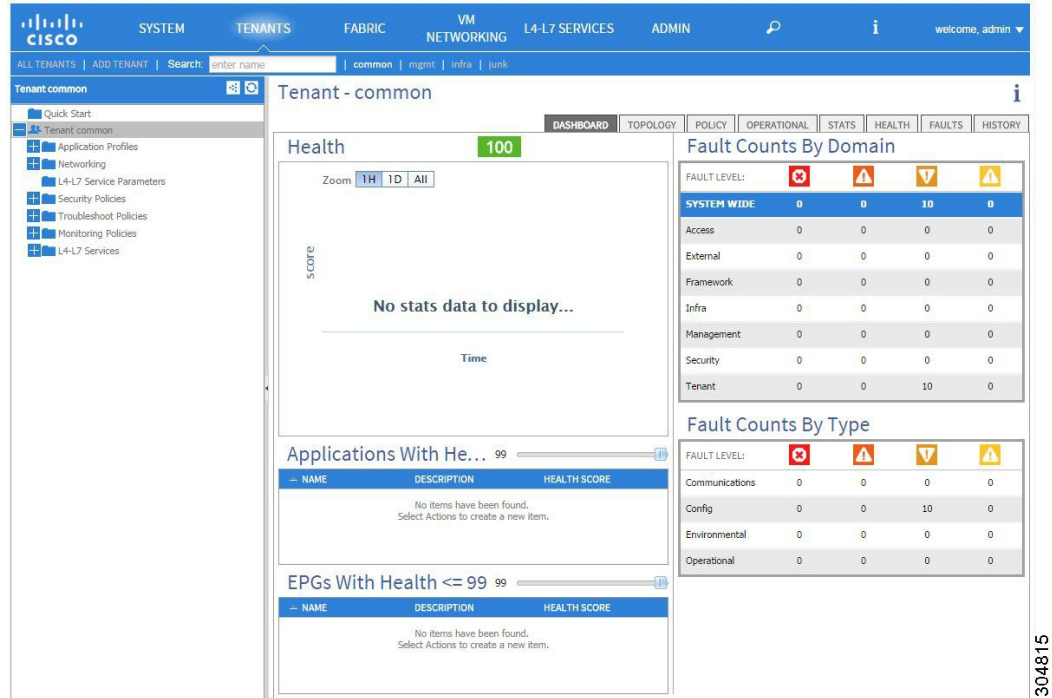 CISCO
SYSTEM TENANTS FABRIC VM NETWORKING L4-L7 SERVICES ADMIN i welcome, admin
ALL TENANTS | ADD TENANT | Search: enter name | common | mgmt | infra | junk
Tenant common
Quick Start
Tenant common
Application Profiles
Networking
L4-L7 Service Parameters
Security Policies
Troubleshoot Policies
Monitoring Policies
L4-L7 Services
Tenant - common
i
DASHBOARD TOPOLOGY POLICY OPERATIONAL STATS HEALTH FAULTS HISTORY
Health 100
Zoom 1H 1D All
score
No stats data to display...
Time
Applications With He... 99
NAME DESCRIPTION HEALTH SCORE
No items have been found.
Select Actions to create a new item.
EPGs With Health <= 99 99
NAME DESCRIPTION HEALTH SCORE
No items have been found.
Select Actions to create a new item.
Fault Counts By Domain
FAULT LEVEL:
SYSTEM WIDE 0 0 10 0
Access 0 0 0 0
External 0 0 0 0
Framework 0 0 0 0
Infra 0 0 0 0
Management 0 0 0 0
Security 0 0 0 0
Tenant 0 0 10 0
Fault Counts By Type
FAULT LEVEL:
Communications 0 0 0 0
Config 0 0 10 0
Environmental 0 0 0 0
Operational 0 0 0 0
304815